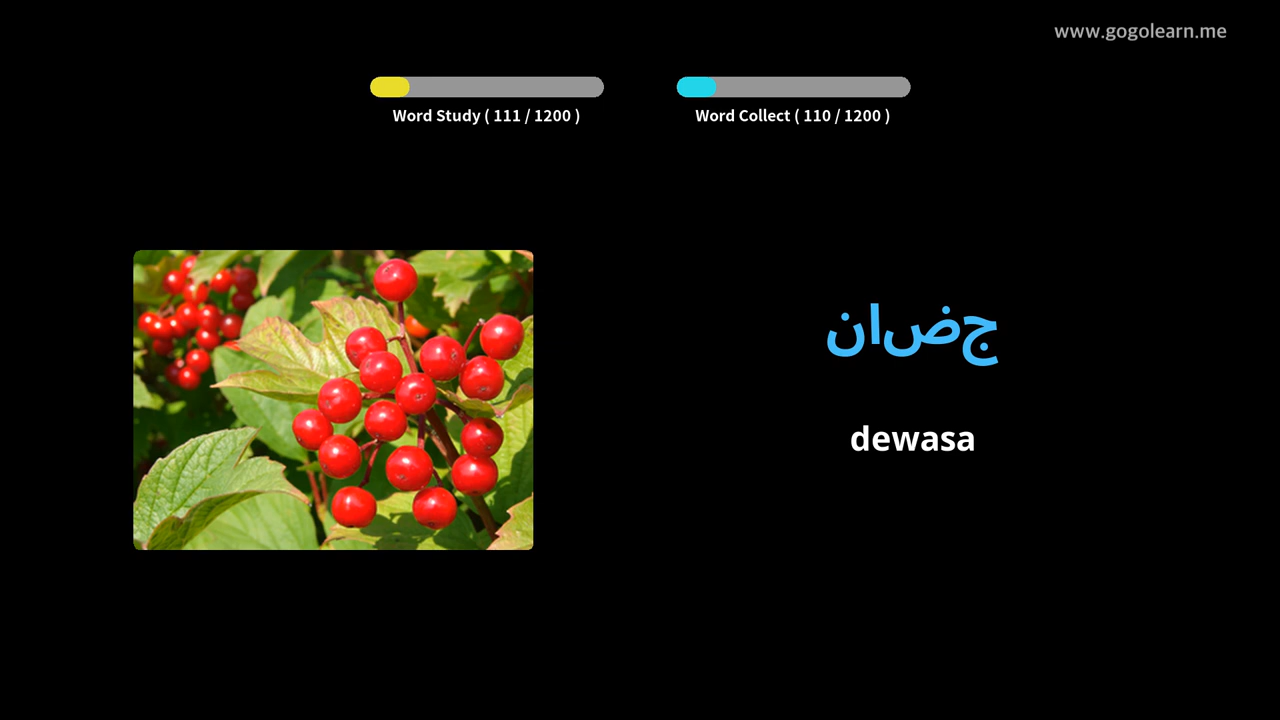 www.gogolearn.me
Word Study ( 111 / 1200 )
Word Collect ( 110 / 1200 )
جضان
dewasa